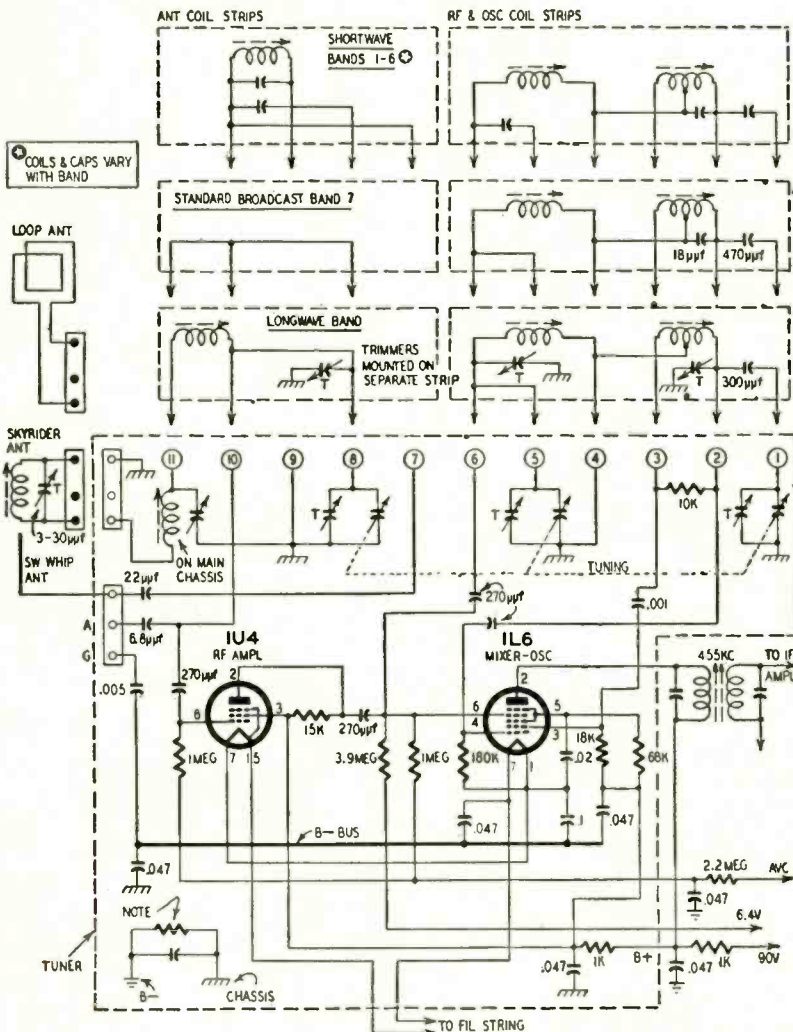 ANT COIL STRIPS
RF & OSC COIL STRIPS
SHORTWAVE
BANDS 1-6 ✪
✪ COILS & CAPS VARY
WITH BAND
STANDARD BROADCAST BAND 7
18μμf
470μμf
LOOP ANT
LONGWAVE BAND
TRIMMERS
MOUNTED ON
SEPARATE STRIP
T
T
T
300μμf
SKYRIDER
ANT
11
10
9
8
7
6
5
4
3
2
1
T
3-30μμf
T
T
10K
T
ON MAIN
CHASSIS
SW WHIP
ANT
TUNING
22μμf
270μμf
.001
A
6.8μμf
1U4
RF AMPL
1L6
MIXER-OSC
455KC
TO IF
AMPL
G
.005
270μμf
2
2
6
3
6
4
5
3
15K
270μμf
18K
1MEG
7
1
5
3.9MEG
1MEG
180K
7
1
.02
68K
.047
.1
.047
B- BUS
.047
2.2MEG
AVC
NOTE
.047
6.4V
TUNER
B-
CHASSIS
.047
1K
B+
.047
1K
90V
TO FIL STRING